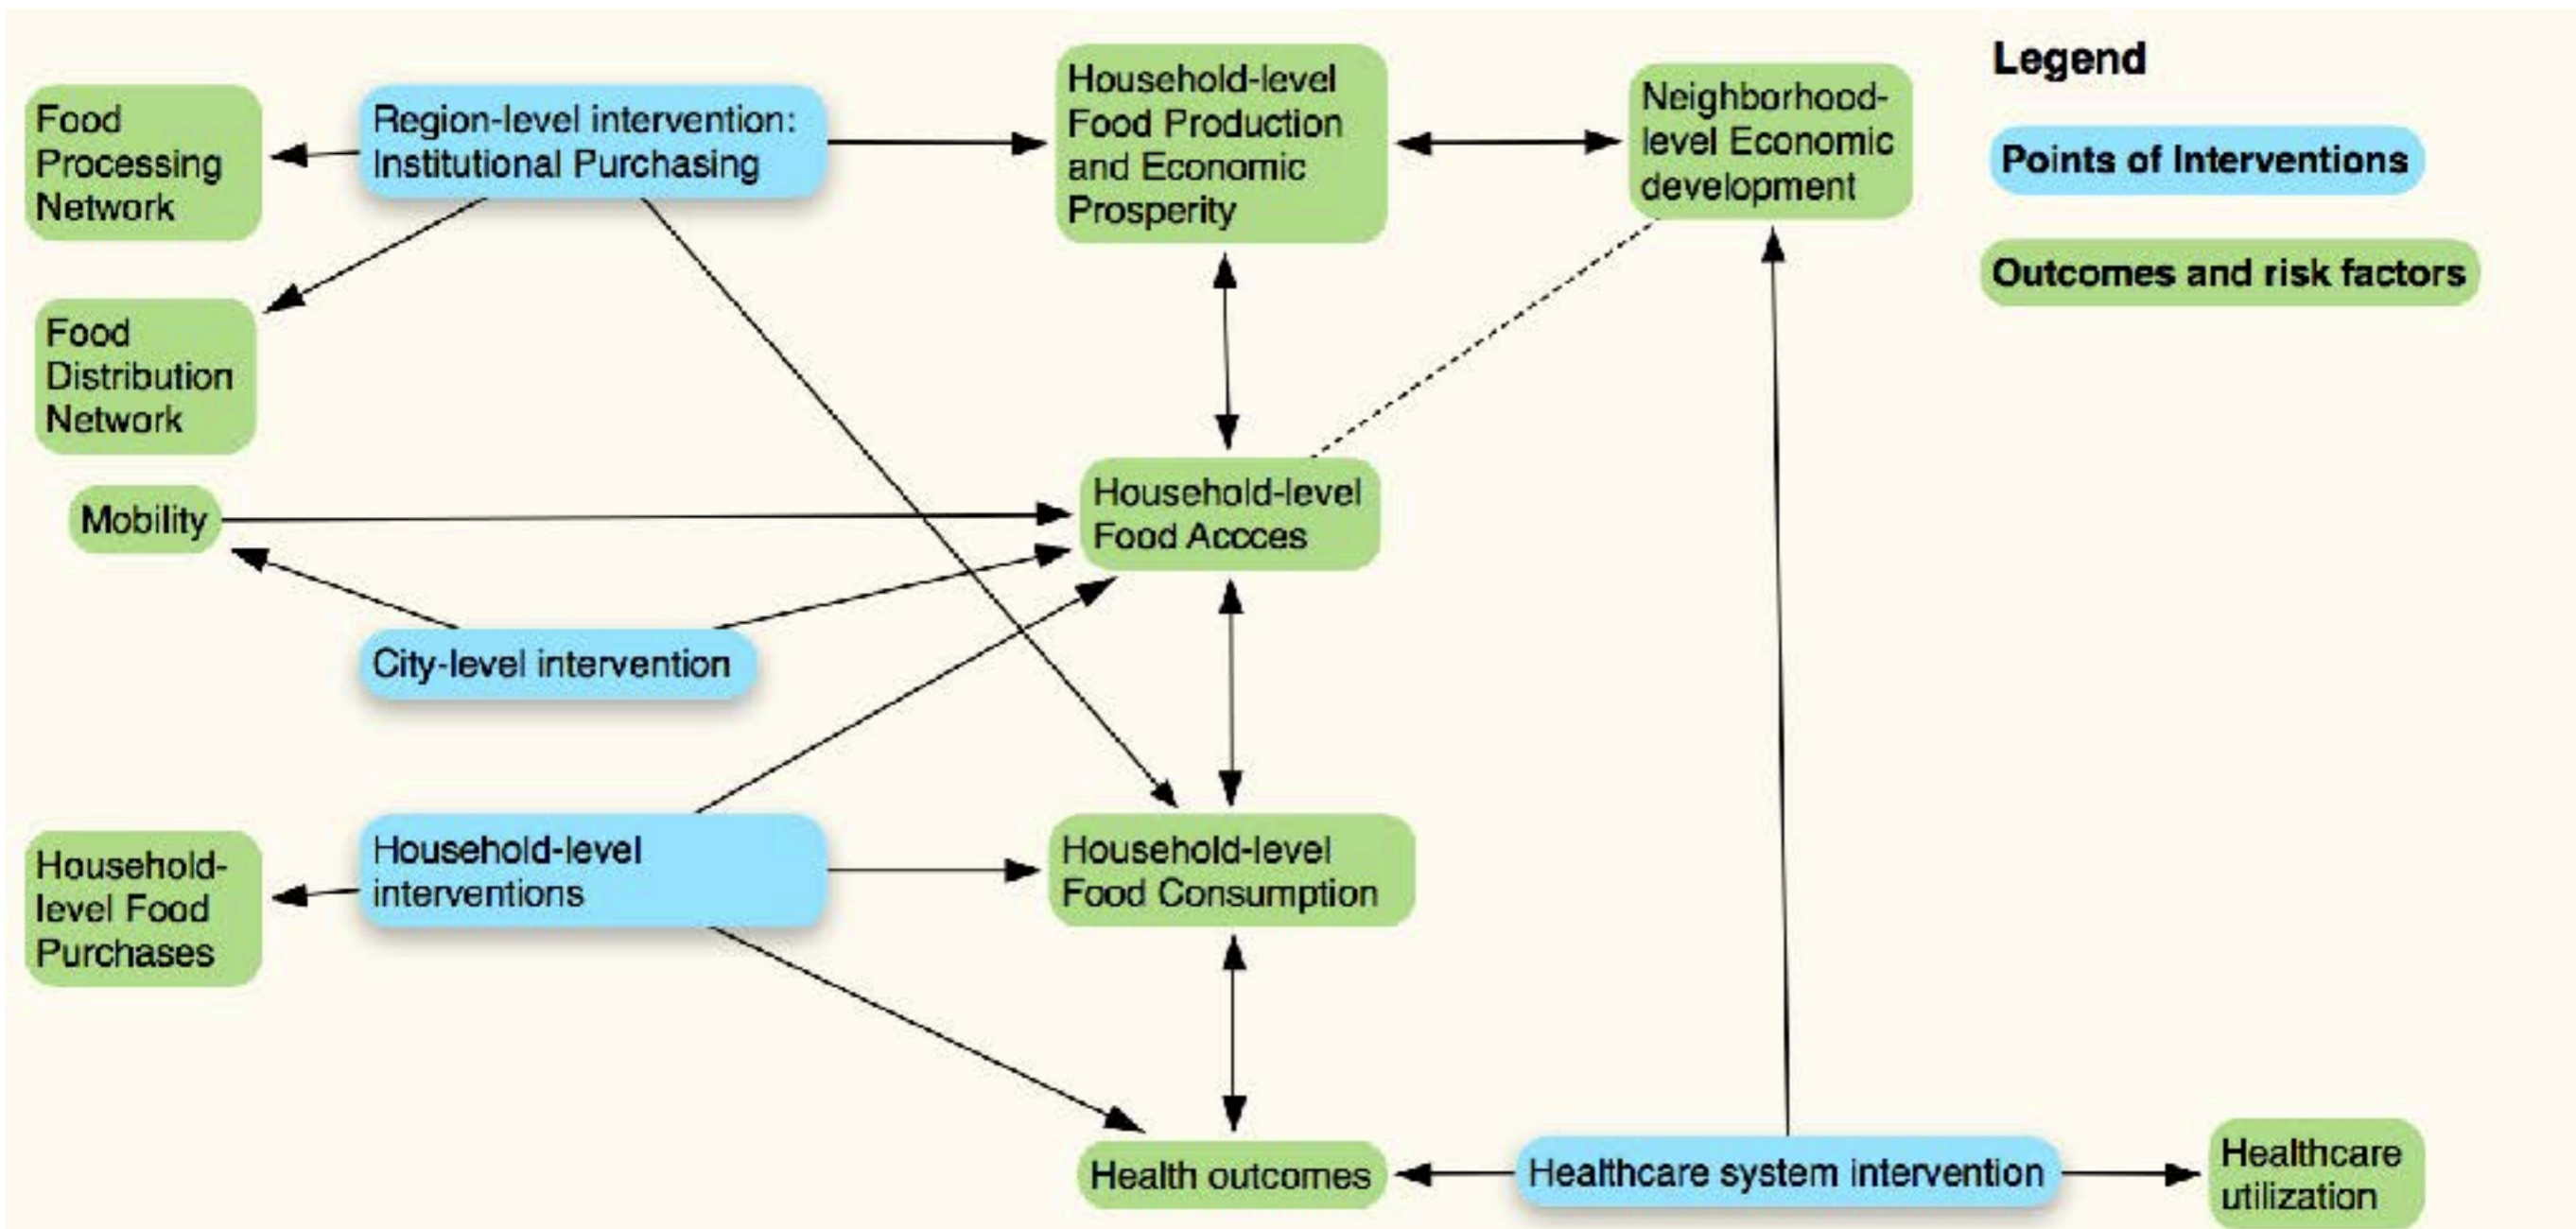 Food
Processing
Network
Region-level intervention:
Institutional Purchasing
Household-level
Food Production
and Economic
Prosperity
Neighborhood-
level Economic
development
Legend
Points of Interventions
Outcomes and risk factors
Food
Distribution
Network
Mobility
Household-level
Food Accces
City-level intervention
Household-
level Food
Purchases
Household-level
interventions
Household-level
Food Consumption
Health outcomes
Healthcare system intervention
Healthcare
utilization